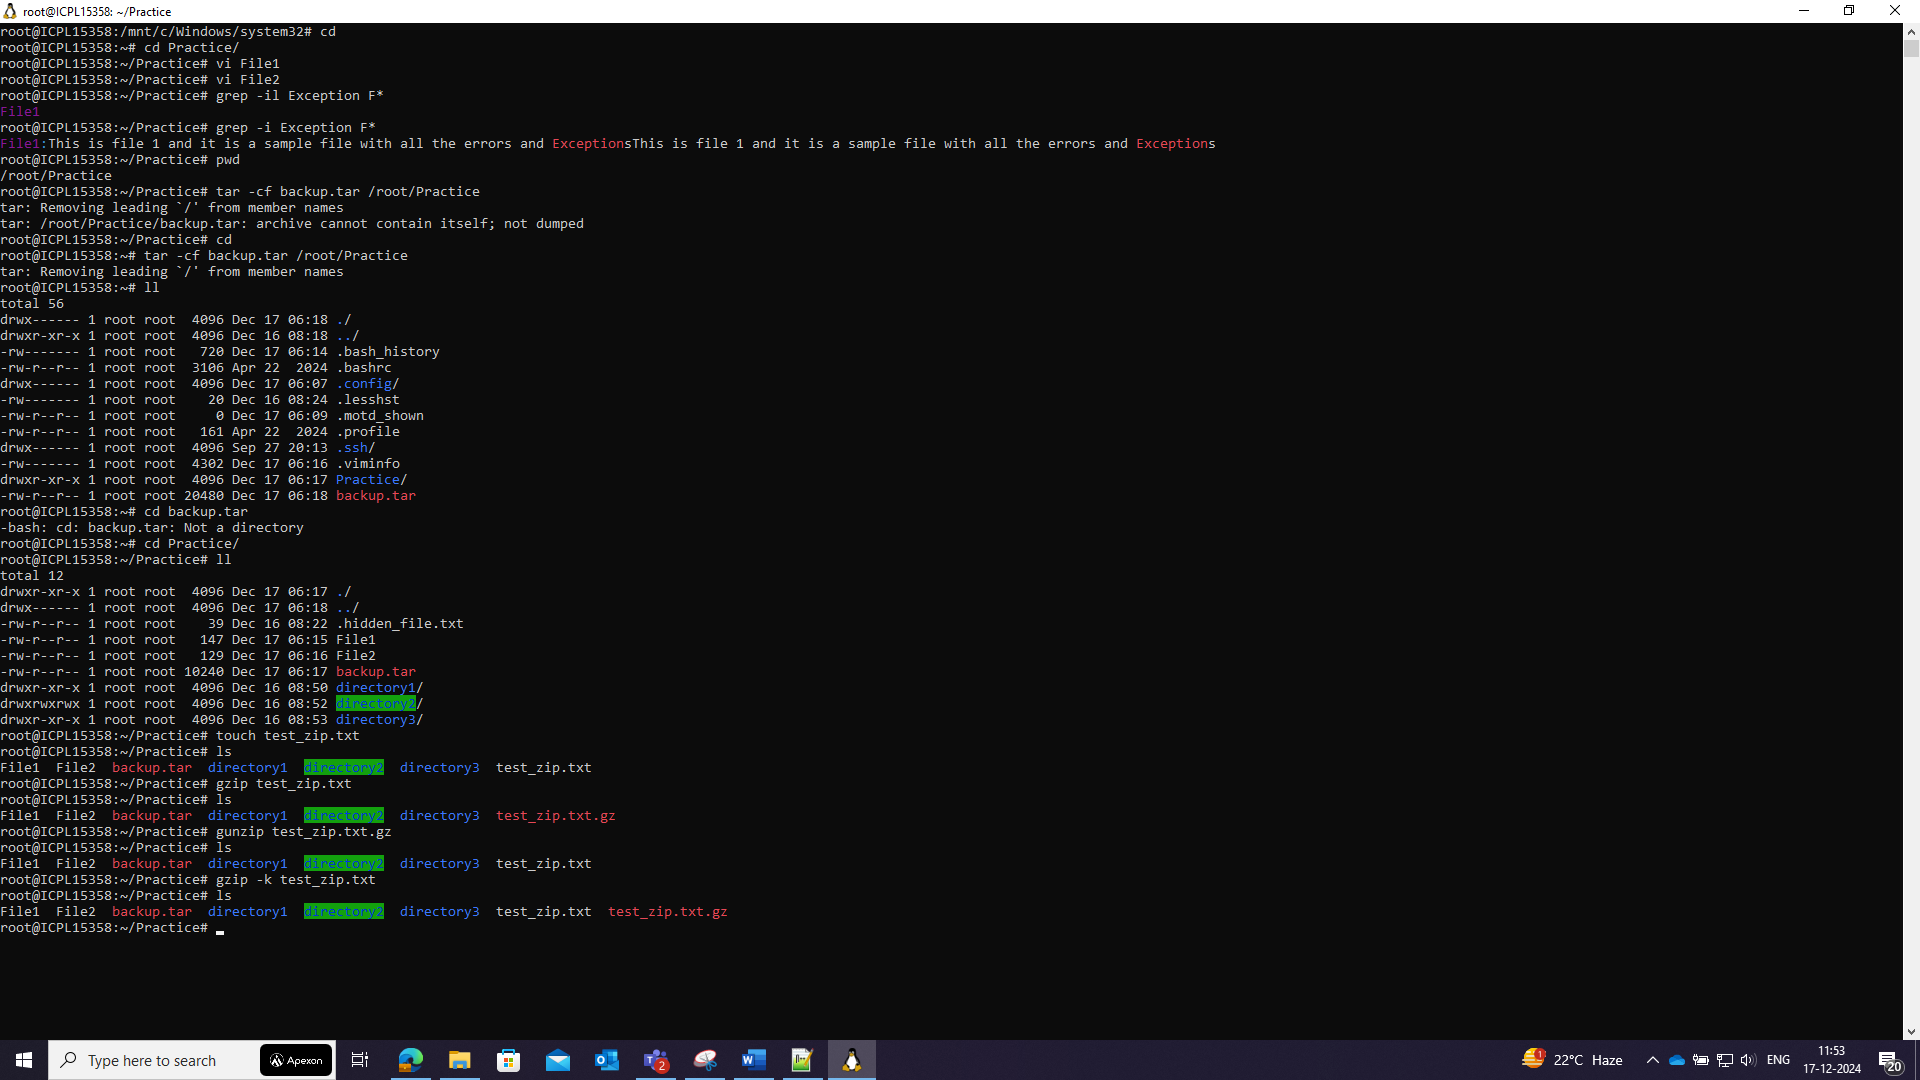 root@ICPL15358: ~/Practice
root@ICPL15358:/mnt/c/Windows/system32# cd
root@ICPL15358:~# cd Practice/
root@ICPL15358:~/Practice# vi File1
root@ICPL15358:~/Practice# vi File2
root@ICPL15358:~/Practice# grep -il Exception F*
File1
root@ICPL15358:~/Practice# grep -i Exception F*
File1:This is file 1 and it is a sample file with all the errors and ExceptionsThis is file 1 and it is a sample file with all the errors and Exceptions
root@ICPL15358:~/Practice# pwd
/root/Practice
root@ICPL15358:~/Practice# tar -cf backup.tar /root/Practice
tar: Removing leading `/' from member names
tar: /root/Practice/backup.tar: archive cannot contain itself; not dumped
root@ICPL15358:~/Practice# cd
root@ICPL15358:~# tar -cf backup.tar /root/Practice
tar: Removing leading `/' from member names
root@ICPL15358:~# ll
total 56
drwx------ 1 root root  4096 Dec 17 06:18 ./
drwxr-xr-x 1 root root  4096 Dec 16 08:18 ../
-rw------- 1 root root   720 Dec 17 06:14 .bash_history
-rw-r--r-- 1 root root  3106 Apr 22  2024 .bashrc
drwx------ 1 root root  4096 Dec 17 06:07 .config/
-rw------- 1 root root    20 Dec 16 08:24 .lesshst
-rw-r--r-- 1 root root     0 Dec 17 06:09 .motd_shown
-rw-r--r-- 1 root root   161 Apr 22  2024 .profile
drwx------ 1 root root  4096 Sep 27 20:13 .ssh/
-rw------- 1 root root  4302 Dec 17 06:16 .viminfo
drwxr-xr-x 1 root root  4096 Dec 17 06:17 Practice/
-rw-r--r-- 1 root root 20480 Dec 17 06:18 backup.tar
root@ICPL15358:~# cd backup.tar
-bash: cd: backup.tar: Not a directory
root@ICPL15358:~# cd Practice/
root@ICPL15358:~/Practice# ll
total 12
drwxr-xr-x 1 root root  4096 Dec 17 06:17 ./
drwx------ 1 root root  4096 Dec 17 06:18 ../
-rw-r--r-- 1 root root    39 Dec 16 08:22 .hidden_file.txt
-rw-r--r-- 1 root root   147 Dec 17 06:15 File1
-rw-r--r-- 1 root root   129 Dec 17 06:16 File2
-rw-r--r-- 1 root root 10240 Dec 17 06:17 backup.tar
drwxr-xr-x 1 root root  4096 Dec 16 08:50 directory1/
drwxrwxrwx 1 root root  4096 Dec 16 08:52 directory2/
drwxr-xr-x 1 root root  4096 Dec 16 08:53 directory3/
root@ICPL15358:~/Practice# touch test_zip.txt
root@ICPL15358:~/Practice# ls
File1  File2  backup.tar  directory1  directory2  directory3  test_zip.txt
root@ICPL15358:~/Practice# gzip test_zip.txt
root@ICPL15358:~/Practice# ls
File1  File2  backup.tar  directory1  directory2  directory3  test_zip.txt.gz
root@ICPL15358:~/Practice# gunzip test_zip.txt.gz
root@ICPL15358:~/Practice# ls
File1  File2  backup.tar  directory1  directory2  directory3  test_zip.txt
root@ICPL15358:~/Practice# gzip -k test_zip.txt
root@ICPL15358:~/Practice# ls
File1  File2  backup.tar  directory1  directory2  directory3  test_zip.txt  test_zip.txt.gz
root@ICPL15358:~/Practice#
Type here to search
Apexon
2
1
22°C Haze
ENG
11:53
17-12-2024
20